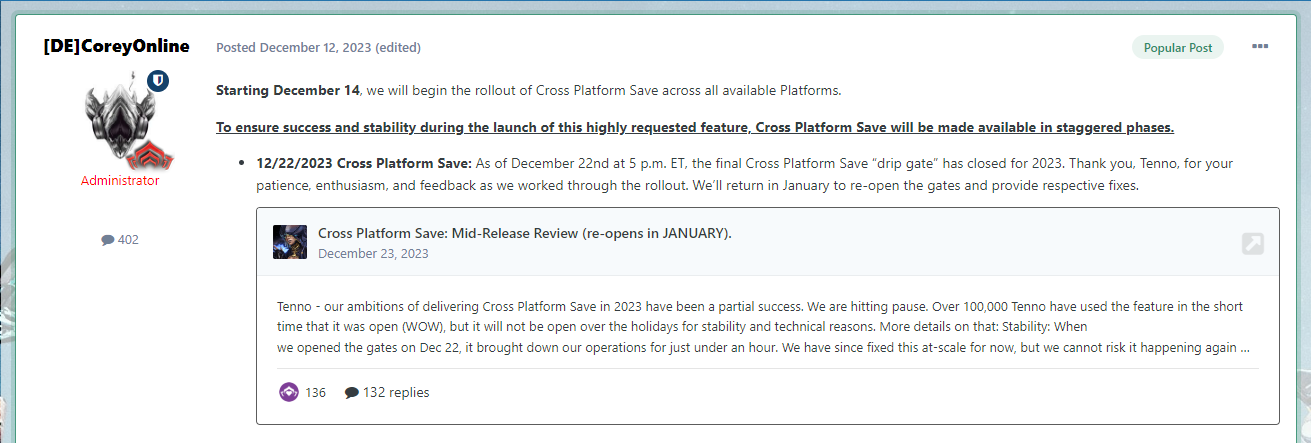 [DE]CoreyOnline
Posted December 12, 2023 (edited)
Popular Post
Administrator
402
Starting December 14, we will begin the rollout of Cross Platform Save across all available Platforms.
To ensure success and stability during the launch of this highly requested feature, Cross Platform Save will be made available in staggered phases.
• 12/22/2023 Cross Platform Save: As of December 22nd at 5 p.m. ET, the final Cross Platform Save “drip gate” has closed for 2023. Thank you, Tenno, for your
patience, enthusiasm, and feedback as we worked through the rollout. We’ll return in January to re-open the gates and provide respective fixes.
Cross Platform Save: Mid-Release Review (re-opens in JANUARY).
December 23, 2023
Tenno - our ambitions of delivering Cross Platform Save in 2023 have been a partial success. We are hitting pause. Over 100,000 Tenno have used the feature in the short
time that it was open (WOW), but it will not be open over the holidays for stability and technical reasons. More details on that: Stability: When
we opened the gates on Dec 22, it brought down our operations for just under an hour. We have since fixed this at-scale for now, but we cannot risk it happening again ...
136
132 replies